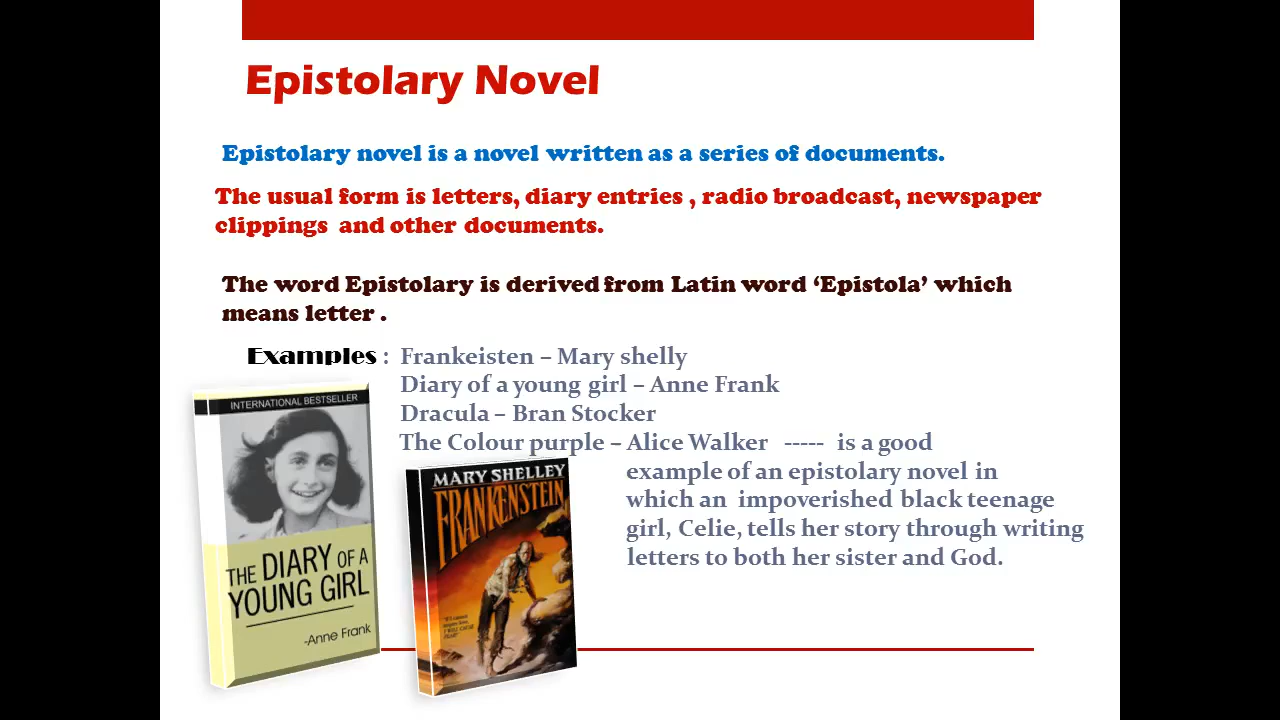 Epistolary Novel
Epistolary novel is a novel written as a series of documents.
The usual form is letters, diary entries , radio broadcast, newspaper
clippings and other documents.
The word Epistolary is derived from Latin word ‘Epistola’ which
means letter .
Examples : Frankeisten – Mary shelly
Diary of a young girl – Anne Frank
Dracula – Bran Stocker
The Colour purple – Alice Walker ----- is a good
example of an epistolary novel in
which an impoverished black teenage
girl, Celie, tells her story through writing
letters to both her sister and God.
INTERNATIONAL BESTSELLER
THE DIARY OF A
YOUNG GIRL
-Anne Frank
MARY SHELLEY
FRANKENSTEIN